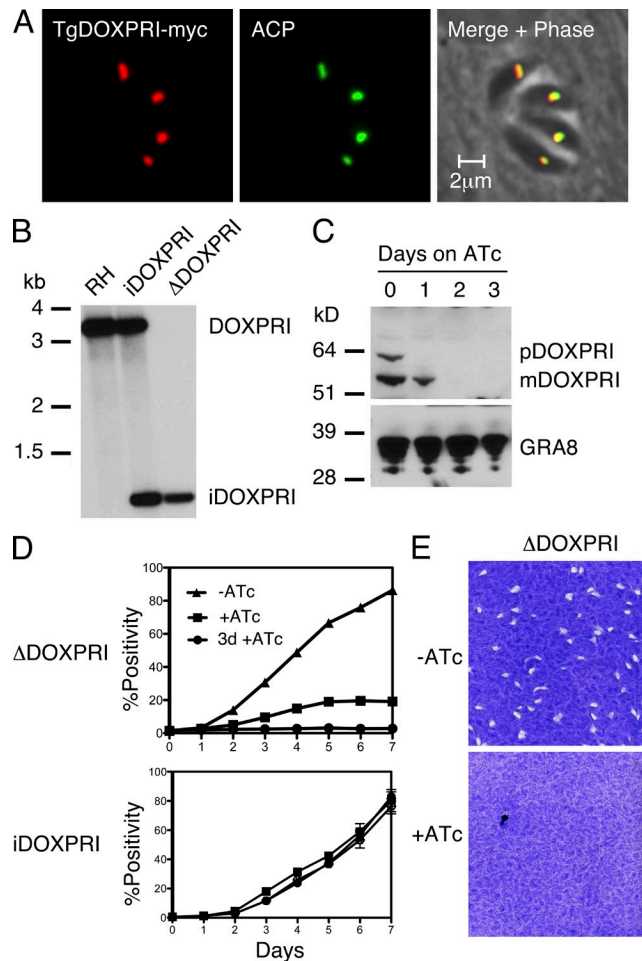 A
TgDOXPRI-myc
ACP
Merge + Phase
2μm
B
RH
iDOXPRI
ΔDOXPRI
kb
4
3
2
1.5
DOXPRI
iDOXPRI
C
Days on ATc
0 1 2 3
kD
64
51
39
28
pDOXPRI
mDOXPRI
GRA8
D
ΔDOXPRI
%Positivity
100
80
60
40
20
0
0 1 2 3 4 5 6 7
-ATc
+ATc
3d +ATc
iDOXPRI
%Positivity
100
80
60
40
20
0
0 1 2 3 4 5 6 7
Days
E
ΔDOXPRI
-ATc
+ATc